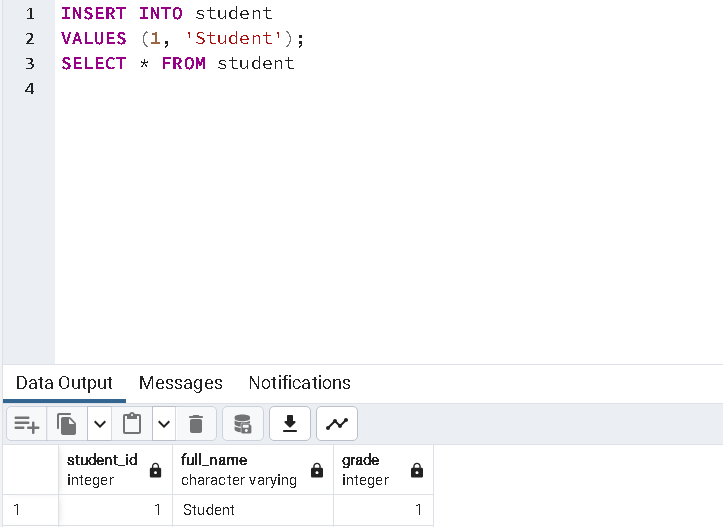 1 INSERT INTO student
2 VALUES (1, 'Student');
3 SELECT * FROM student
4
Data Output Messages Notifications
student_id full_name grade
integer character varying integer
1 1 Student 1